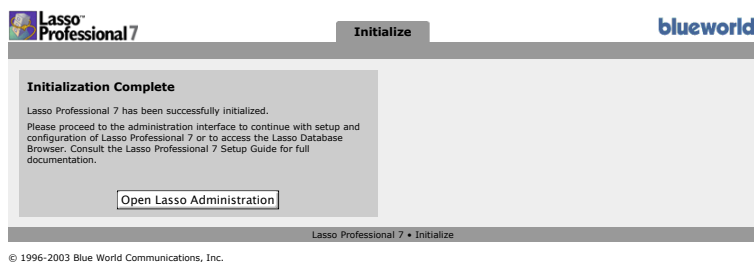 Lasso™
Professional 7
Initialize
blueworld
Initialization Complete
Lasso Professional 7 has been successfully initialized.
Please proceed to the administration interface to continue with setup and
configuration of Lasso Professional 7 or to access the Lasso Database
Browser. Consult the Lasso Professional 7 Setup Guide for full
documentation.
Open Lasso Administration
Lasso Professional 7 • Initialize
© 1996-2003 Blue World Communications, Inc.